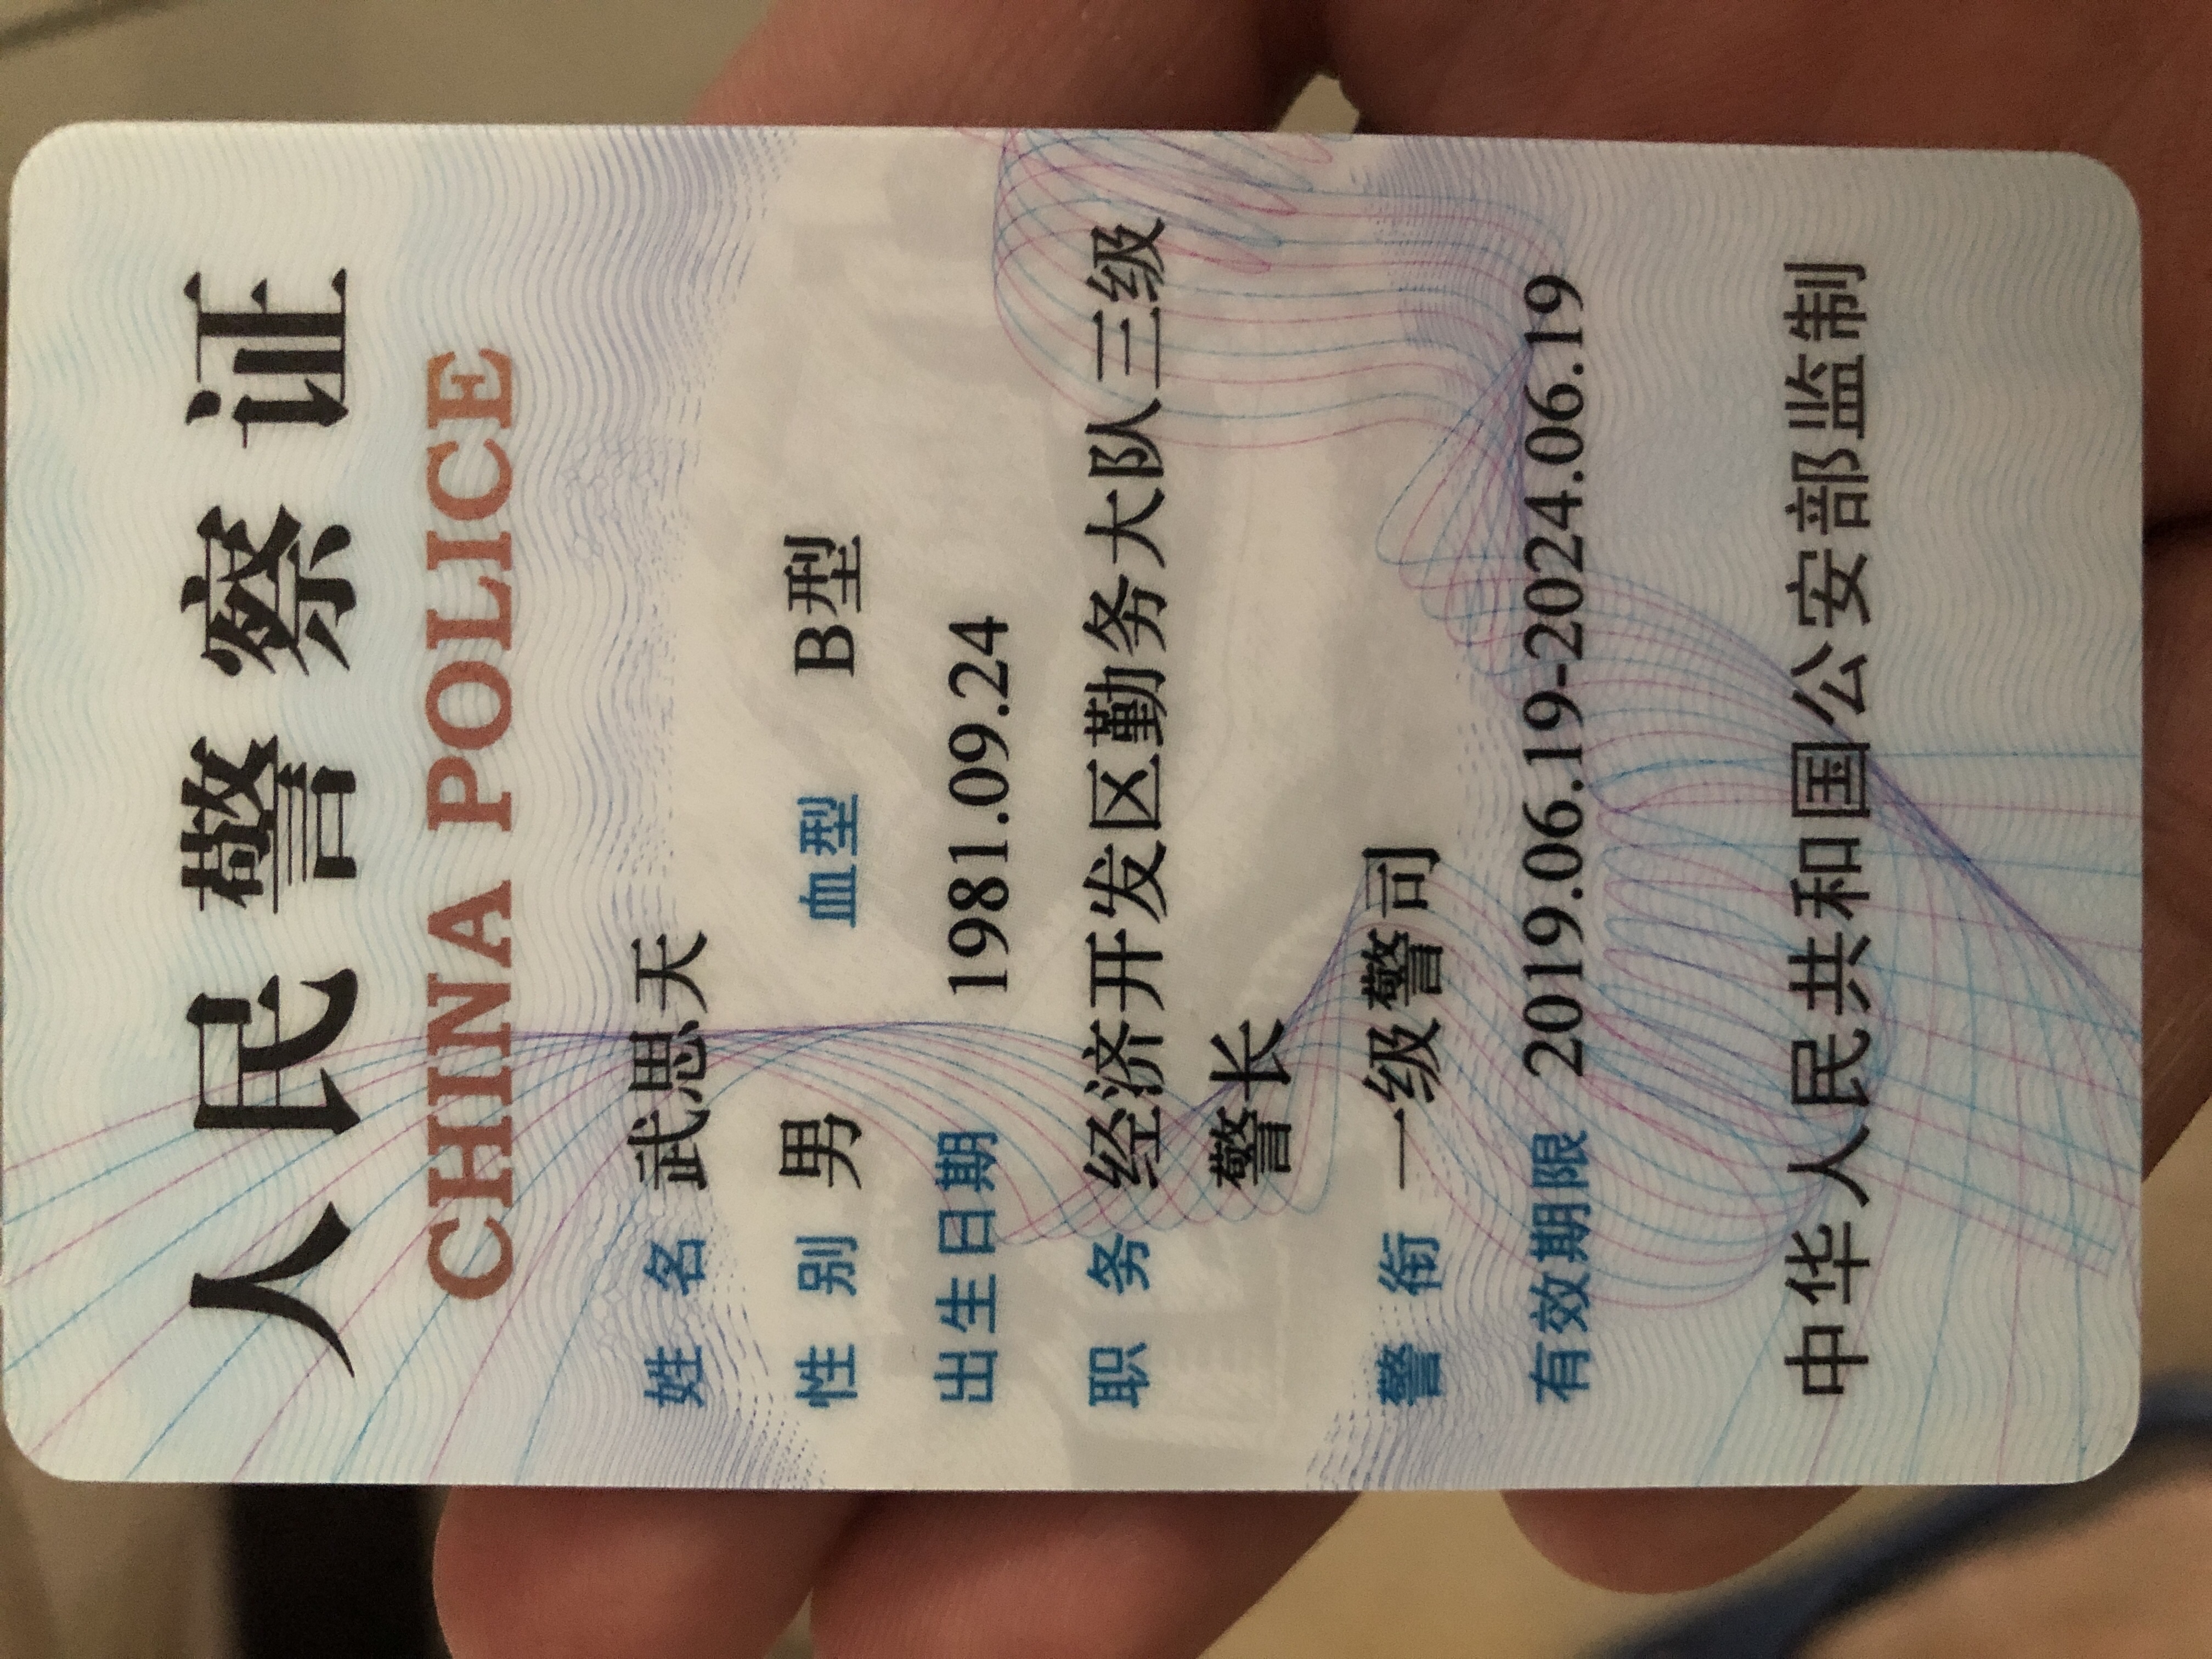 人民警察证
CHINA POLICE
姓 名 武思天
性 别 男 血型 B型
出生日期 1981.09.24
职 务 经济开发区勤务大队三级
警长
警 衔 一级警司
有效期限 2019.06.19-2024.06.19
中华人民共和国公安部监制